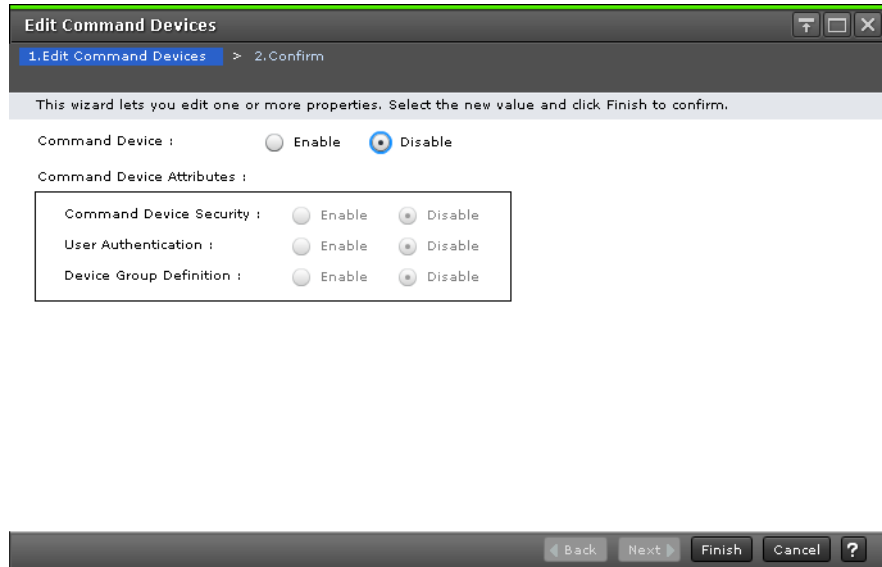 Edit Command Devices
1.Edit Command Devices > 2.Confirm
This wizard lets you edit one or more properties. Select the new value and click Finish to confirm.
Command Device : Enable Disable
Command Device Attributes :
Command Device Security : Enable Disable
User Authentication : Enable Disable
Device Group Definition : Enable Disable
Back Next Finish Cancel ?